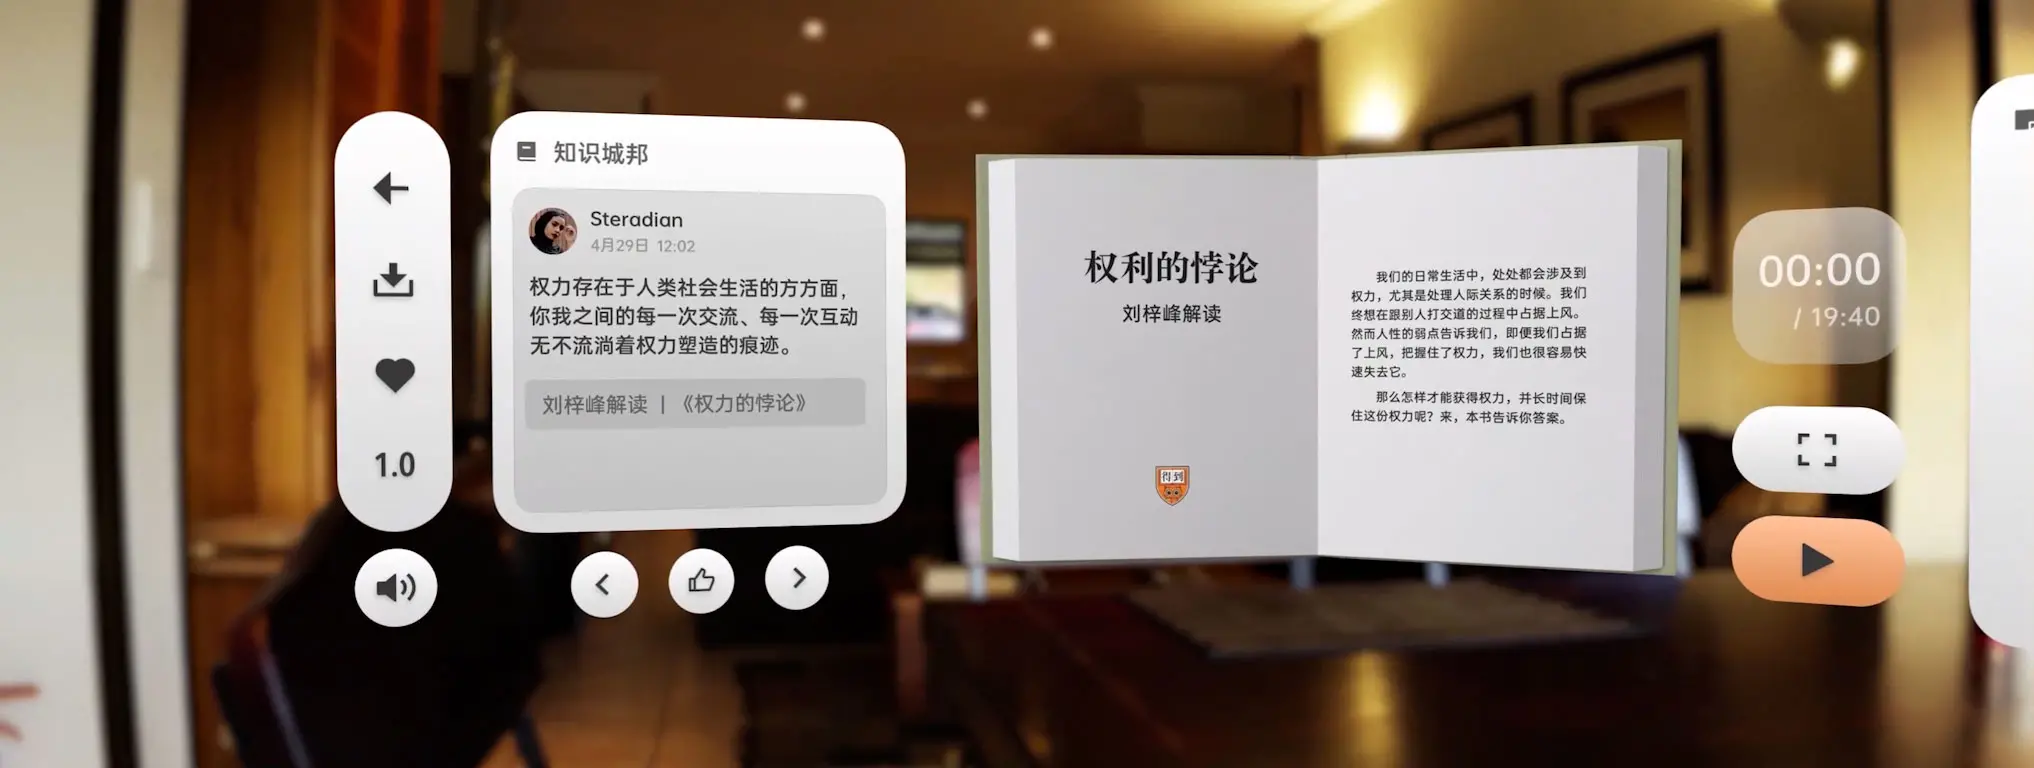 知识城邦
Steradian
4月29日 12:02
权力存在于人类社会生活的方方面，
你我之间的每一次交流、每一次互动
无不流淌着权力塑造的痕迹。
刘梓峰解读 | 《权力的悖论》
1.0
权利的悖论
刘梓峰解读
得到
我们的日常生活中，处处都会涉及到
权力，尤其是处理人际关系的时候。我们
终想在跟别人打交道的过程中占据上风。
然而人性的弱点告诉我们，即便我们占据
了上风，把握住了权力，我们也很容易快
速失去它。
那么怎样才能获得权力，并长时间保
住这份权力呢？来，本书告诉你答案。
00:00
/ 19:40